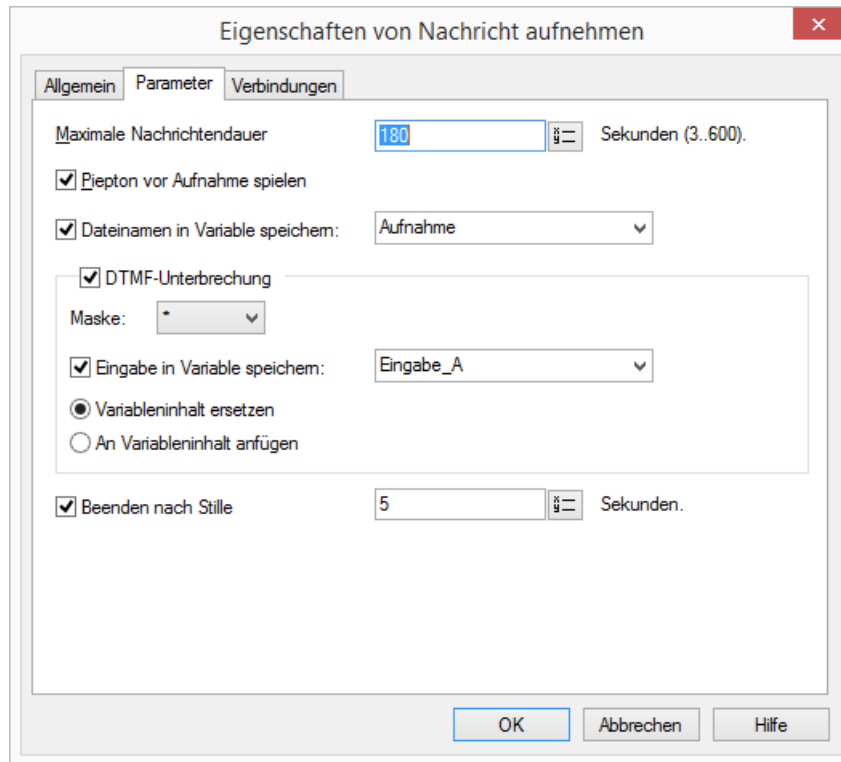 Eigenschaften von Nachricht aufnehmen
Allgemein Parameter Verbindungen
Maximale Nachrichtendauer 180 Sekunden (3..600).
Piepton vor Aufnahme spielen
Dateinamen in Variable speichern: Aufnahme
DTMF-Unterbrechung
Maske: *
Eingabe in Variable speichern: Eingabe_A
Variableninhalt ersetzen
An Variableninhalt anfügen
Beenden nach Stille 5 Sekunden.
OK Abbrechen Hilfe